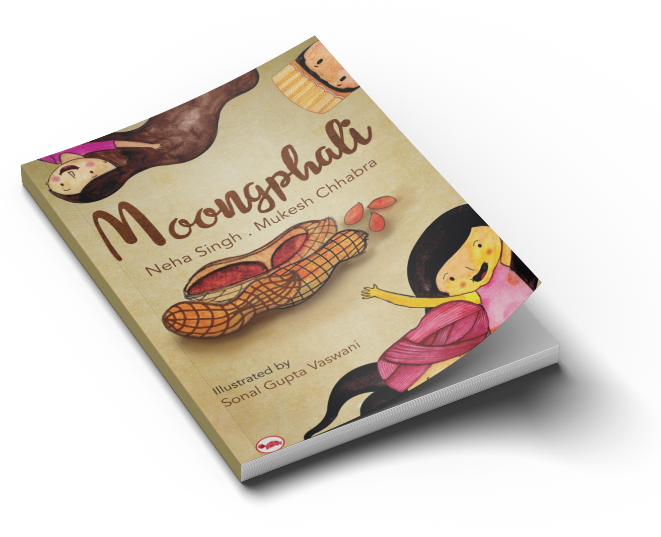 Moongphali
Neha Singh . Mukesh Chhabra
Illustrated by
Sonal Gupta Vaswani